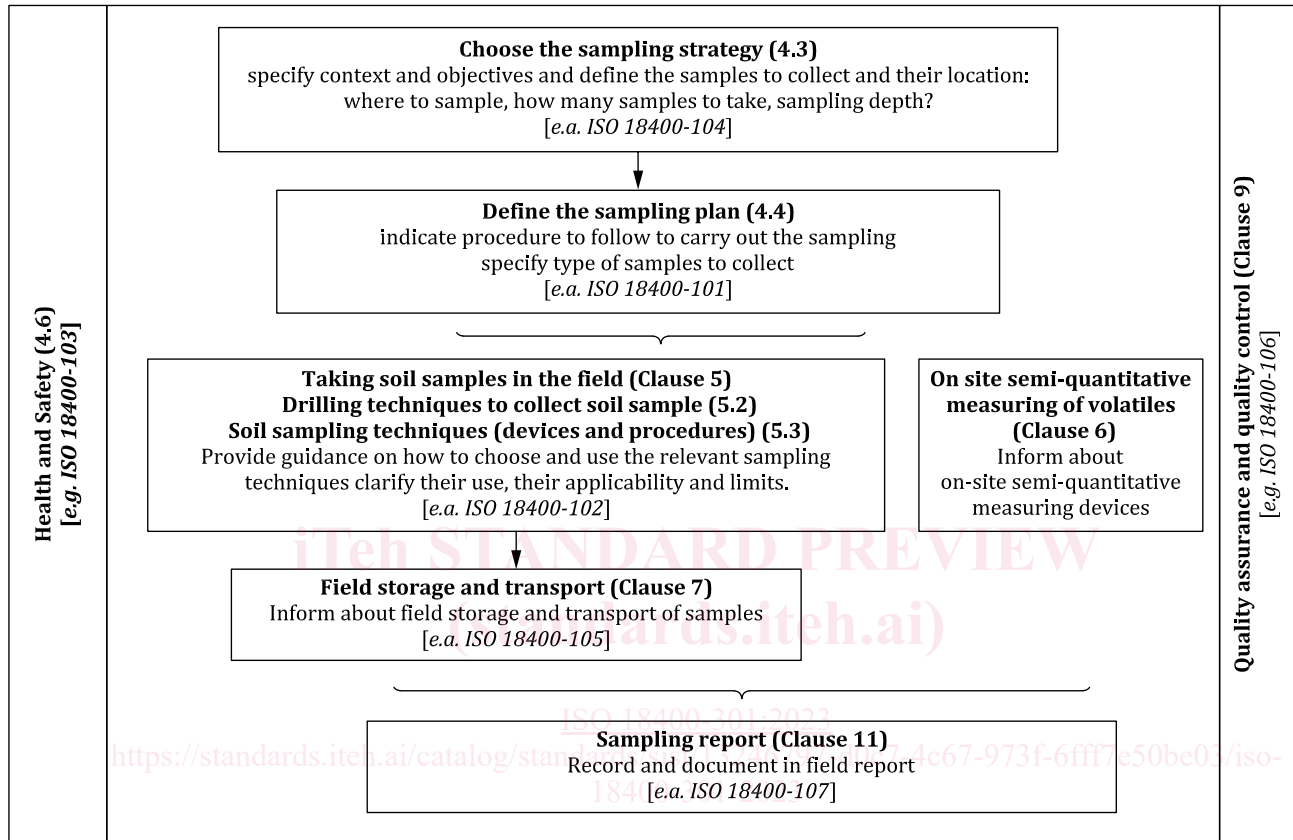 Choose the sampling strategy (4.3)
specify context and objectives and define the samples to collect and their location:
where to sample, how many samples to take, sampling depth?
[e.a. ISO 18400-104]
Define the sampling plan (4.4)
indicate procedure to follow to carry out the sampling
specify type of samples to collect
[e.a. ISO 18400-101]
Health and Safety (4.6)
[e.g. ISO 18400-103]
Taking soil samples in the field (Clause 5)
Drilling techniques to collect soil sample (5.2)
Soil sampling techniques (devices and procedures) (5.3)
Provide guidance on how to choose and use the relevant sampling
techniques clarify their use, their applicability and limits.
[e.a. ISO 18400-102]
On site semi-quantitative
measuring of volatiles
(Clause 6)
Inform about
on-site semi-quantitative
measuring devices
Quality assurance and quality control (Clause 9)
[e.g. ISO 18400-106]
iTeh STANDARD PREVIEW
(standards.iteh.ai)
Field storage and transport (Clause 7)
Inform about field storage and transport of samples
[e.a. ISO 18400-105]
ISO 18400-301:2023
Sampling report (Clause 11)
Record and document in field report
[e.a. ISO 18400-107]
https://standards.iteh.ai/catalog/standards/
4c67-973f-6fff7e50be03/iso-
18400-301-2023